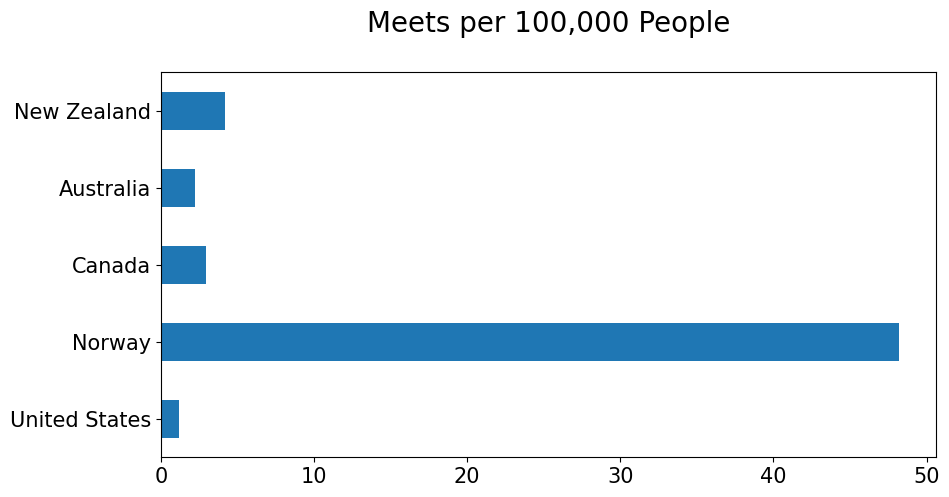 Meets per 100,000 People
New Zealand
Australia
Canada
Norway
United States
0 10 20 30 40 50